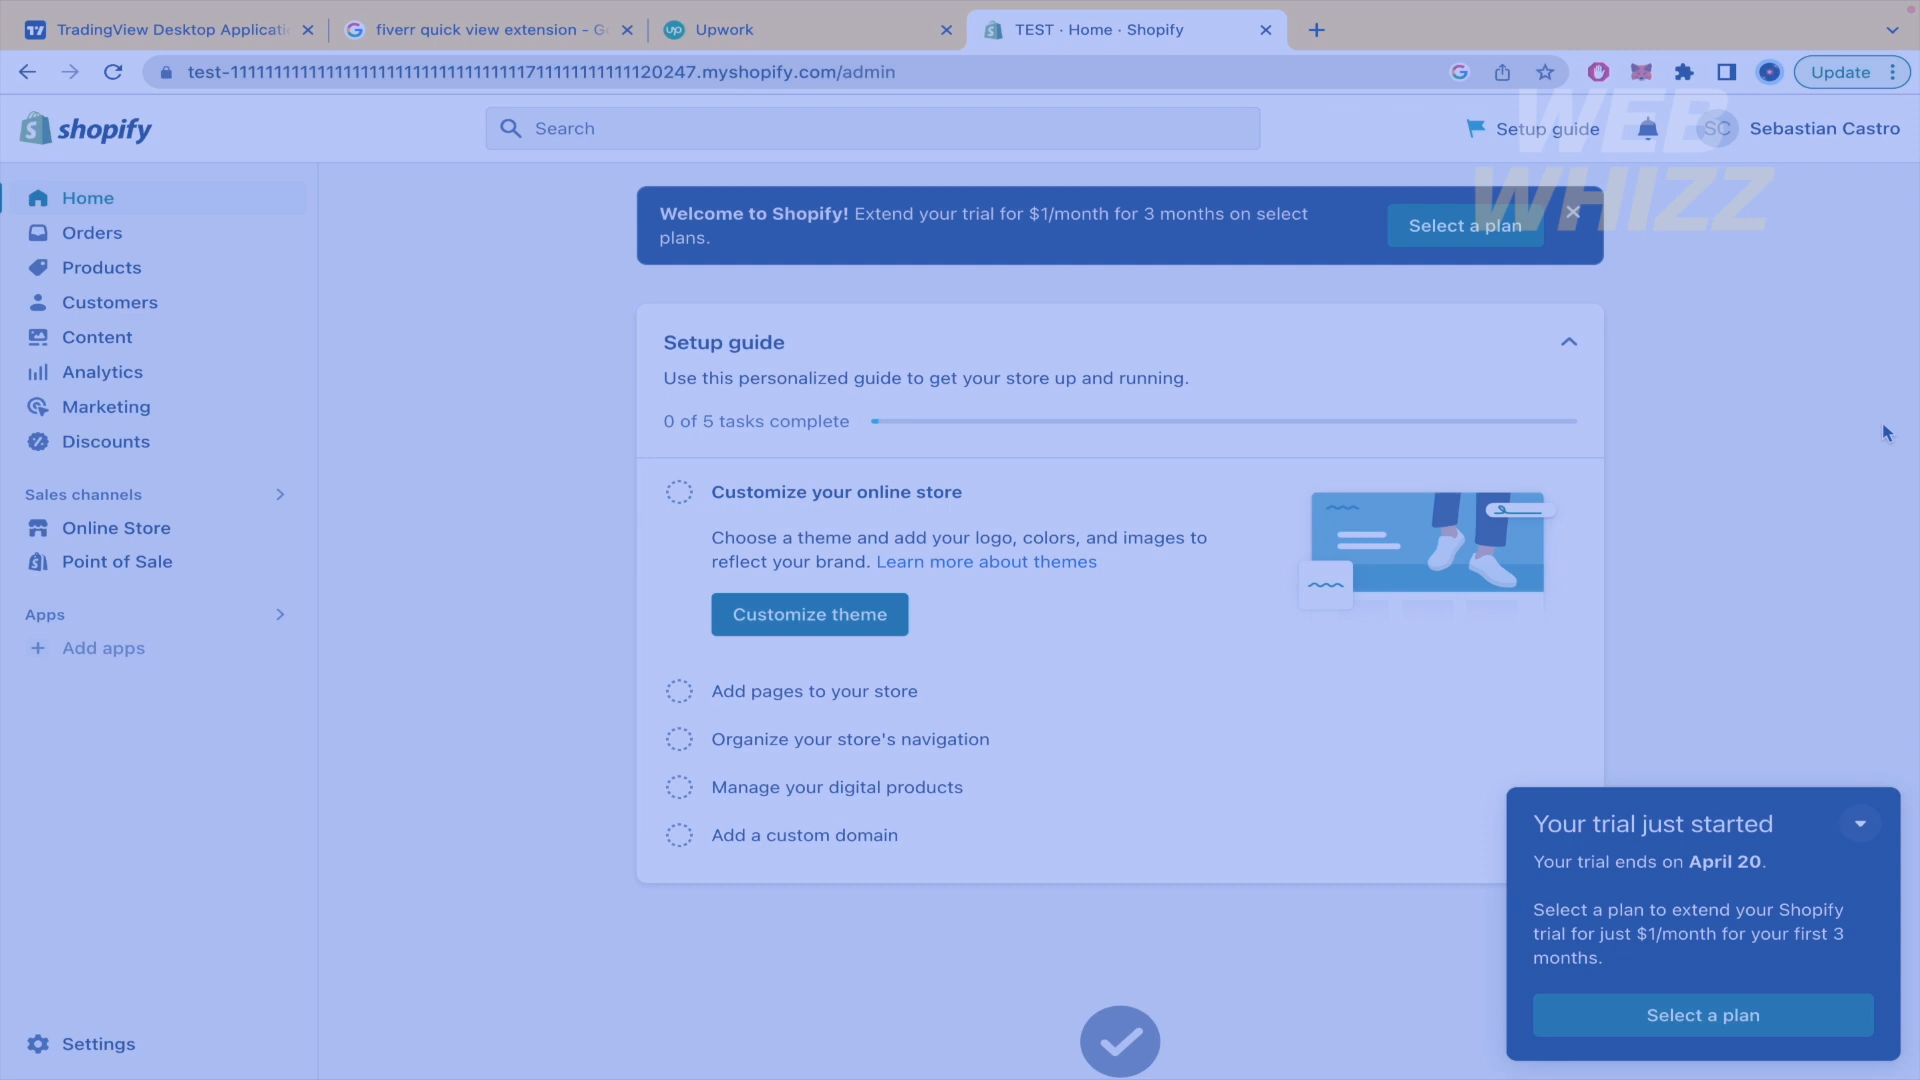 TradingView Desktop Applicati
fiverr quick view extension - G
Upwork
TEST · Home · Shopify
Update
shopify
Search
Setup guide
SC
Sebastian Castro
WEB
WHIZZ
Home
Orders
Products
Customers
Content
Analytics
Marketing
Discounts
Sales channels
Online Store
Point of Sale
Apps
Add apps
Settings
Welcome to Shopify! Extend your trial for $1/month for 3 months on select
plans.
Select a plan
Setup guide
Use this personalized guide to get your store up and running.
0 of 5 tasks complete
Customize your online store
Choose a theme and add your logo, colors, and images to
reflect your brand. Learn more about themes
Customize theme
Add pages to your store
Organize your store's navigation
Manage your digital products
Add a custom domain
Your trial just started
Your trial ends on April 20.
Select a plan to extend your Shopify
trial for just $1/month for your first 3
months.
Select a plan